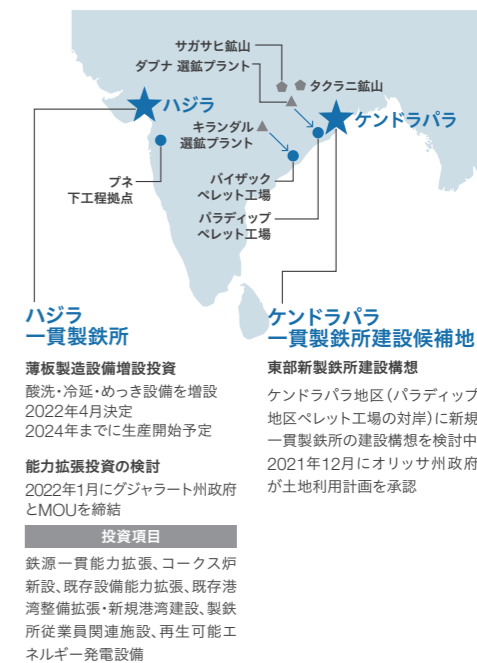 サガサヒ鉱山
ダブナ 選鉱プラント
タクラニ鉱山
ハジラ
ケンドラパラ
キランダル
選鉱プラント
プネ
下工程拠点
バイザック
ペレット工場
パラディップ
ペレット工場
ハジラ
一貫製鉄所
薄板製造設備増設投資
酸洗・冷延・めっき設備を増設
2022年4月決定
2024年までに生産開始予定
能力拡張投資の検討
2022年1月にグジャラート州政府
とMOUを締結
投資項目
鉄源一貫能力拡張、コークス炉
新設、既存設備能力拡張、既存港
湾整備拡張・新規港湾建設、製鉄
所従業員関連施設、再生可能エ
ネルギー発電設備
ケンドラパラ
一貫製鉄所建設候補地
東部新製鉄所建設構想
ケンドラパラ地区(パラディップ
地区ペレット工場の対岸)に新規
一貫製鉄所の建設構想を検討中
2021年12月にオリッサ州政府
が土地利用計画を承認